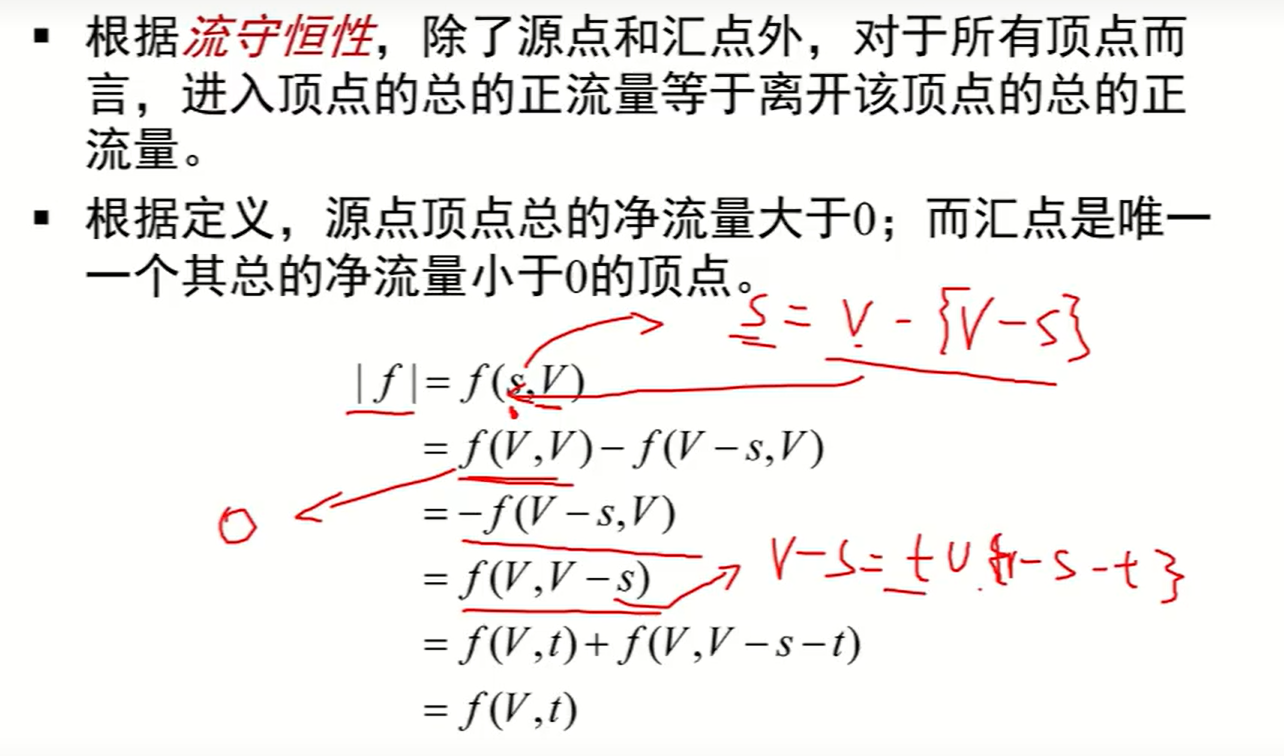 ▪ 根据流守恒性，除了源点和汇点外，对于所有顶点而
言，进入顶点的总的正流量等于离开该顶点的总的正
流量。
▪ 根据定义，源点顶点总的净流量大于0；而汇点是唯一
一个其总的净流量小于0的顶点。
s = V - {V-s}
|f| = f(s,V)
= f(V,V) - f(V-s,V)
0
= -f(V-s,V)
= f(V,V-s)
V-s = t∪{V-s-t}
= f(V,t) + f(V,V-s-t)
= f(V,t)